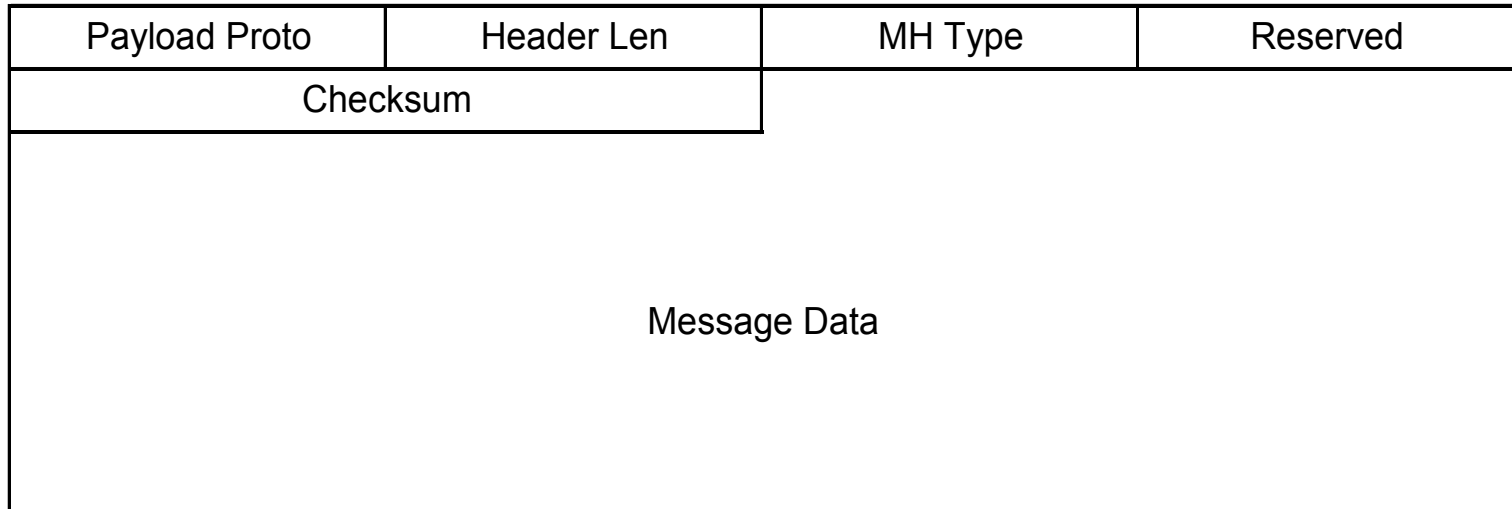 Payload Proto Header Len MH Type Reserved
Checksum
Message Data